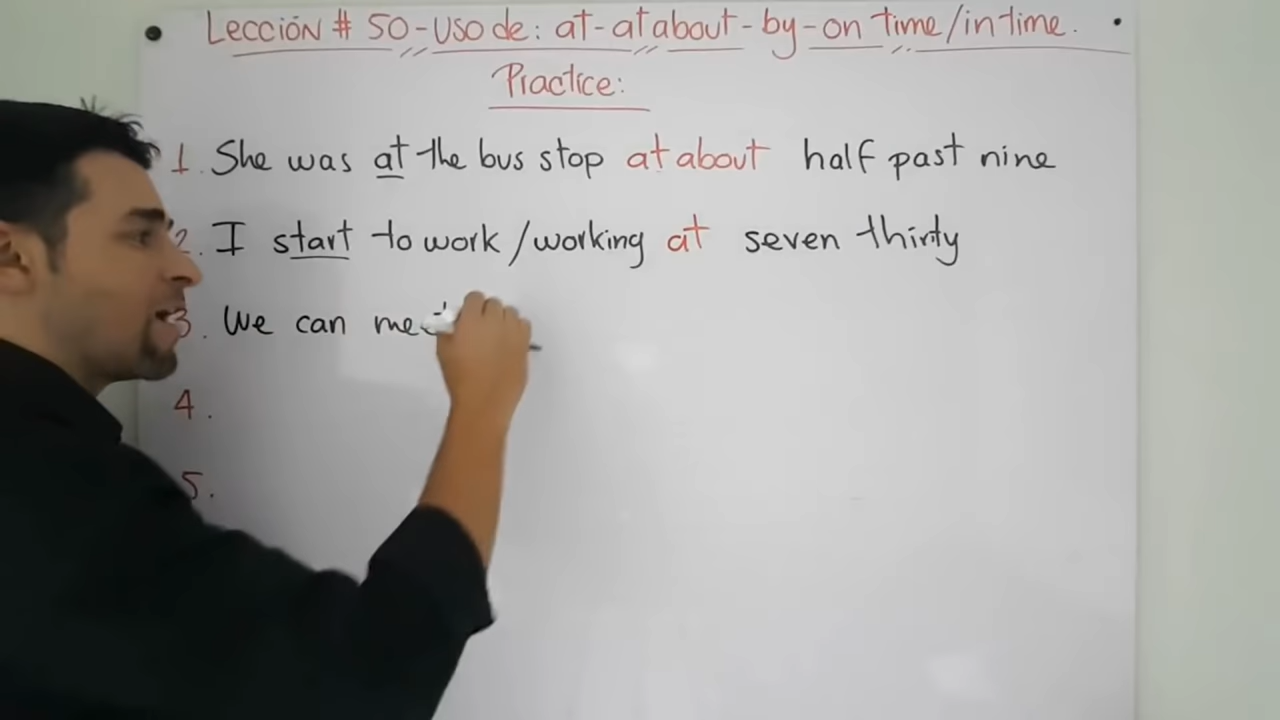 Lección # 50-Uso de: at-at about-by-on time/in time.
Practice:
1. She was at the bus stop at about half past nine
2. I start to work/working at seven thirty
3. We can
4.
5.